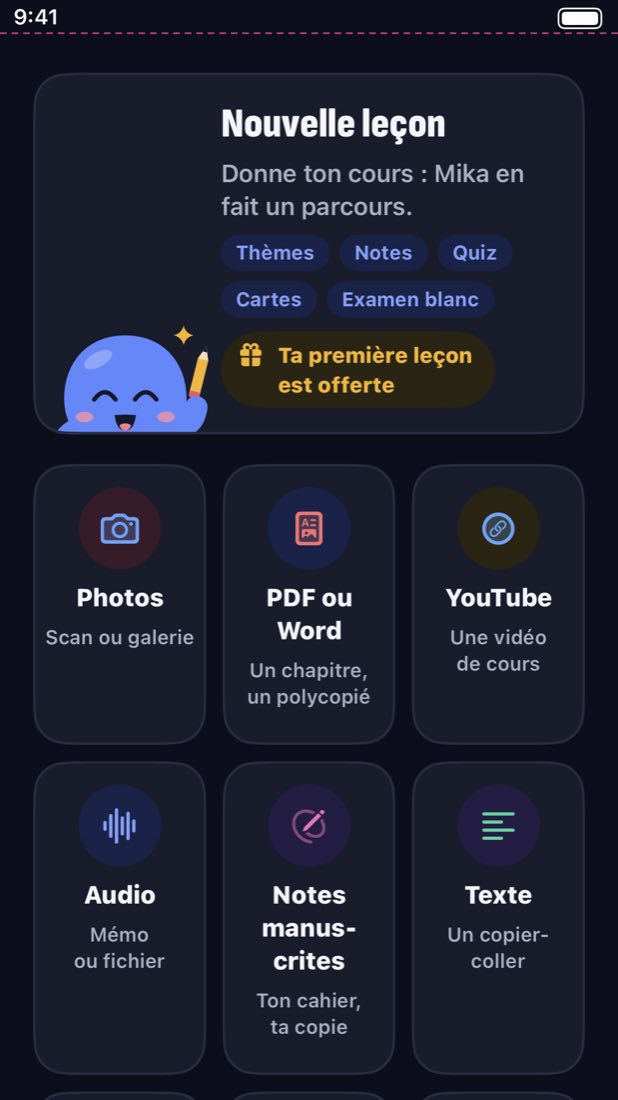 9:41
Nouvelle leçon
Donne ton cours : Mika en
fait un parcours.
Thèmes
Notes
Quiz
Cartes
Examen blanc
Ta première leçon
est offerte
Photos
Scan ou galerie
PDF ou
Word
Un chapitre,
un polycopié
YouTube
Une vidéo
de cours
Audio
Mémo
ou fichier
Notes
manus-
crites
Ton cahier,
ta copie
Texte
Un copier-
coller